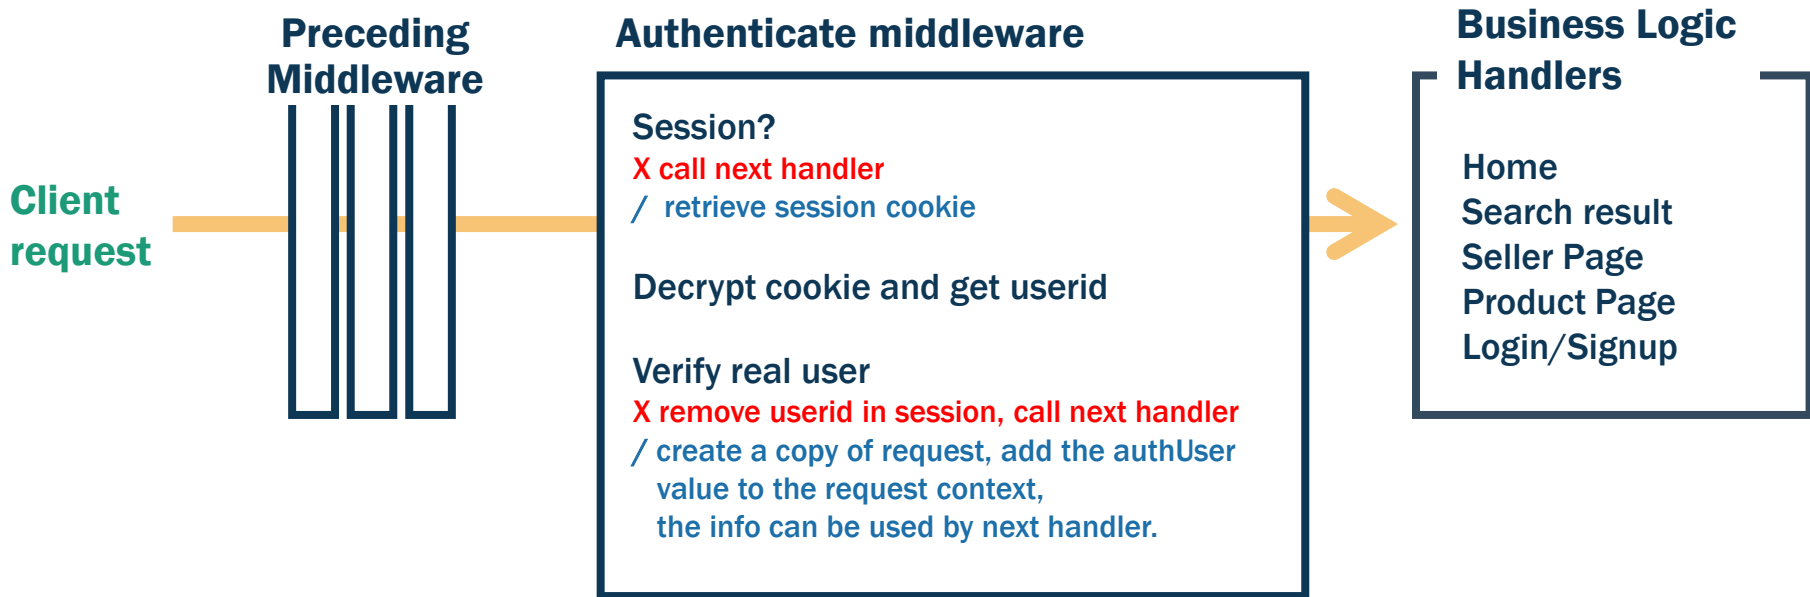 Client
request
Preceding
Middleware
Authenticate middleware
Session?
X call next handler
/ retrieve session cookie
Decrypt cookie and get userid
Verify real user
X remove userid in session, call next handler
/ create a copy of request, add the authUser
value to the request context,
the info can be used by next handler.
Business Logic
Handlers
Home
Search result
Seller Page
Product Page
Login/Signup